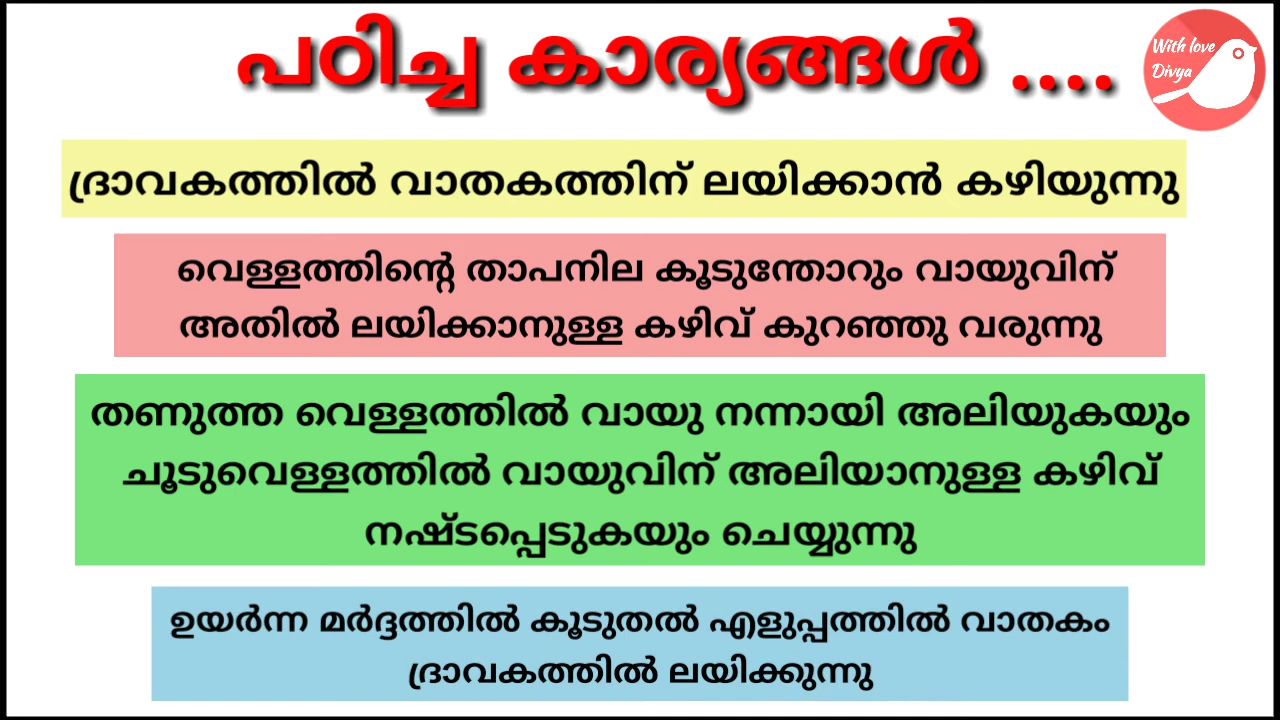 പഠിച്ച കാര്യങ്ങൾ ....
With love
Divya
ദ്രാവകത്തിൽ വാതകത്തിന് ലയിക്കാൻ കഴിയുന്നു
വെള്ളത്തിന്റെ താപനില കൂടുന്തോറും വായുവിന്
അതിൽ ലയിക്കാനുള്ള കഴിവ് കുറഞ്ഞു വരുന്നു
തണുത്ത വെള്ളത്തിൽ വായു നന്നായി അലിയുകയും
ചൂടുവെള്ളത്തിൽ വായുവിന് അലിയാനുള്ള കഴിവ്
നഷ്ടപ്പെടുകയും ചെയ്യുന്നു
ഉയർന്ന മർദ്ദത്തിൽ കൂടുതൽ എളുപ്പത്തിൽ വാതകം
ദ്രാവകത്തിൽ ലയിക്കുന്നു